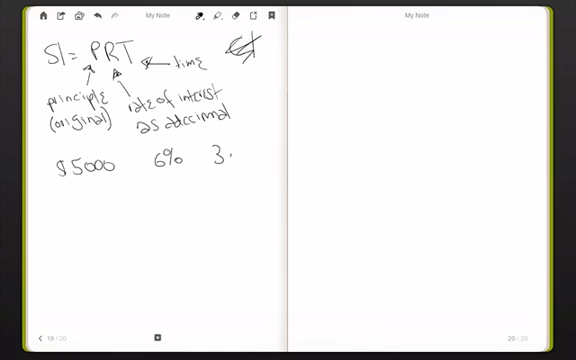 My Note
My Note
SI = PRT
time
principle
(original)
rate of interest
as a decimal
$5000 6% 3
18 / 20
20 / 20